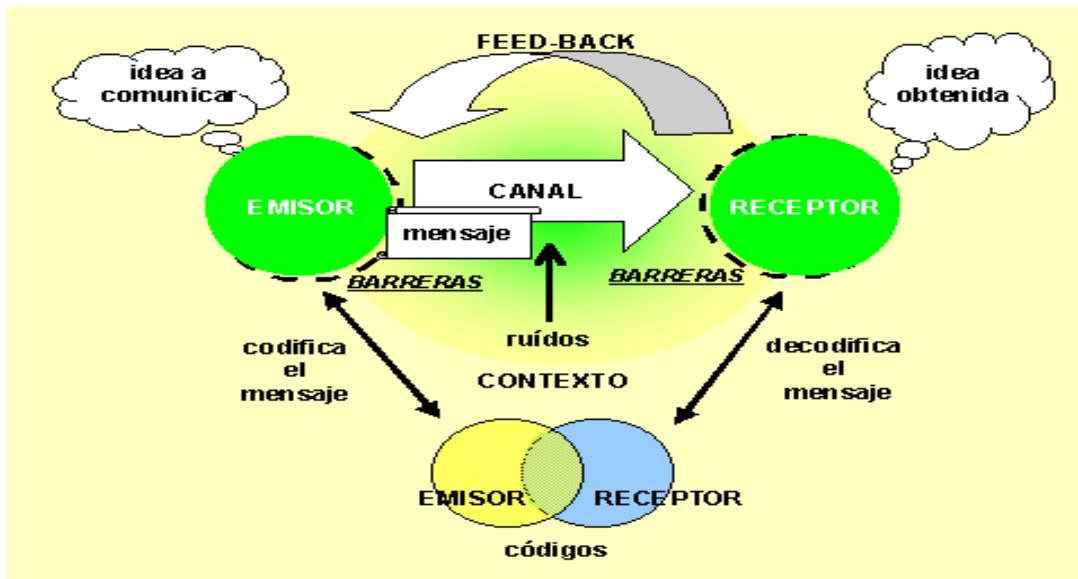 FEED-BACK
idea a
comunicar
idea
obtenida
EMISOR
CANAL
RECEPTOR
mensaje
BARRERAS
BARRERAS
ruídos
codifica
el
mensaje
decodifica
el
mensaje
CONTEXTO
EMISOR
RECEPTOR
códigos